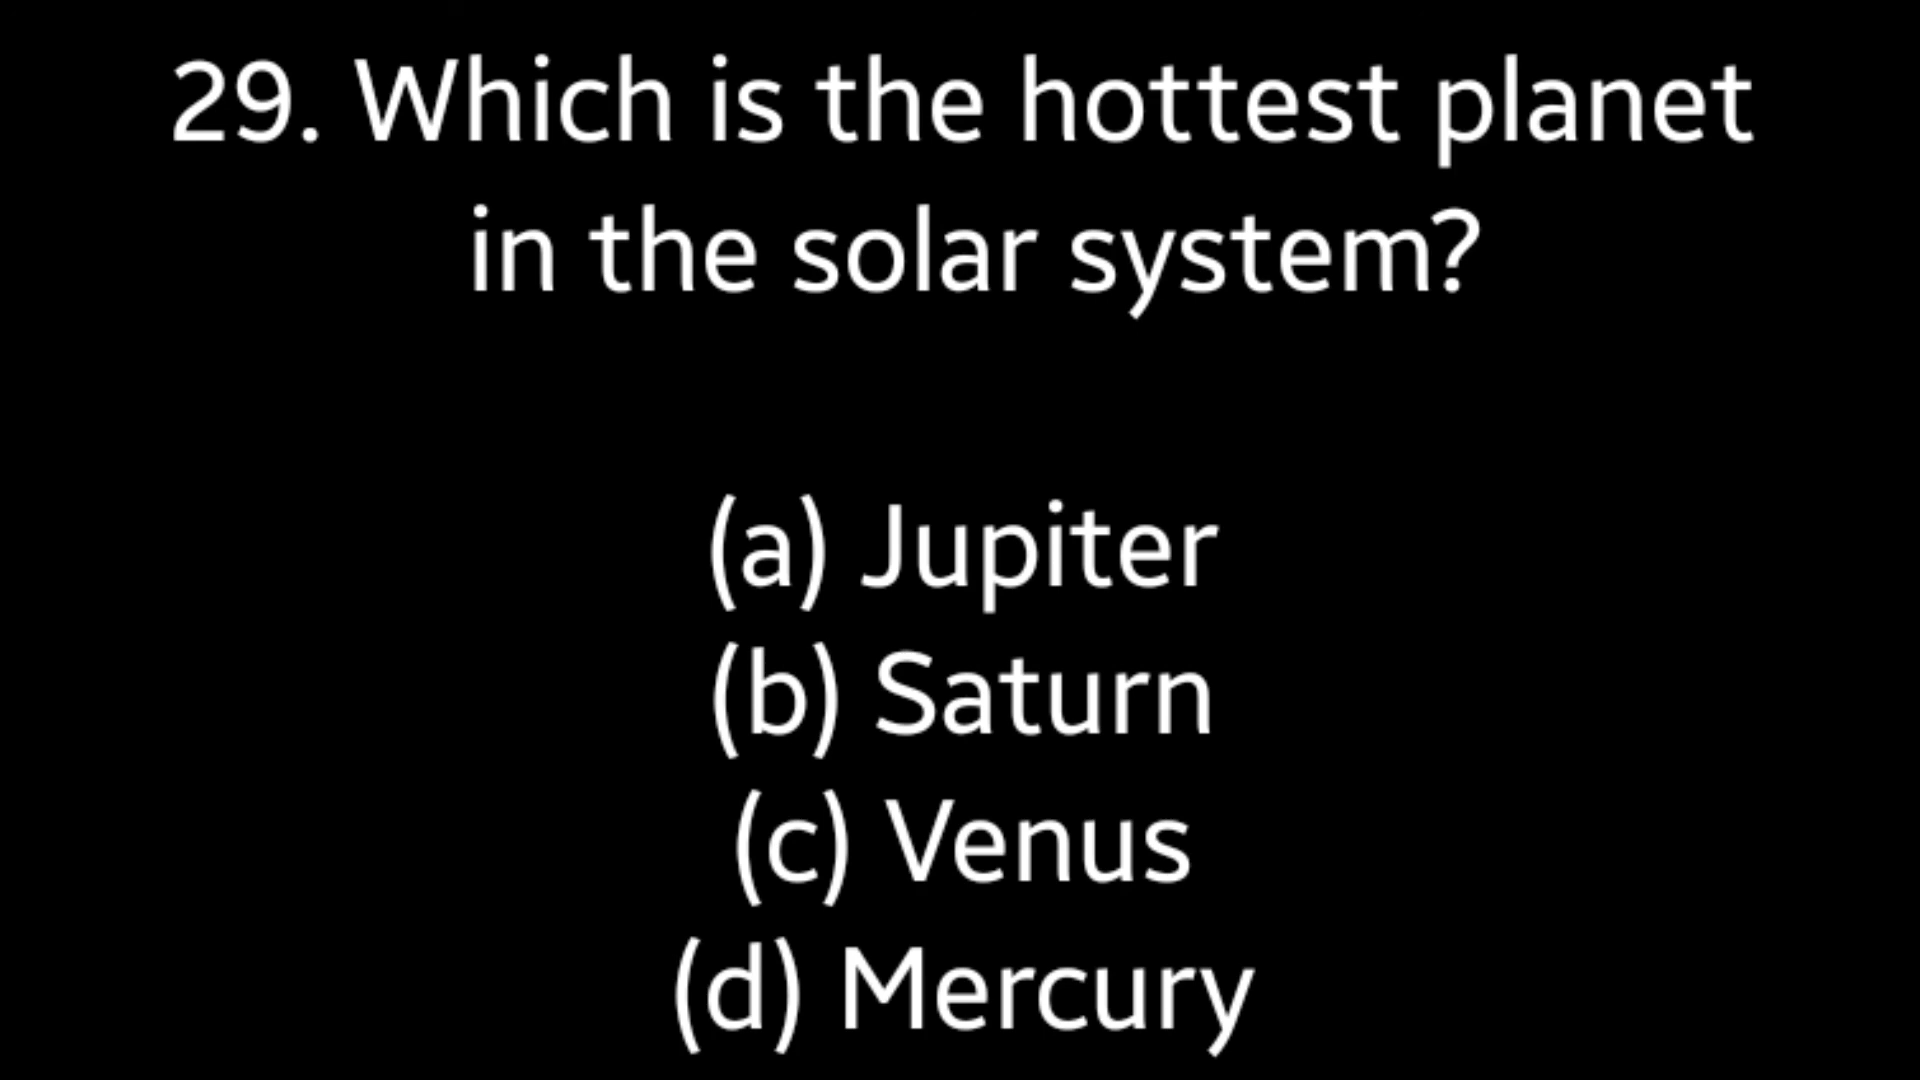 29. Which is the hottest planet
in the solar system?
(a) Jupiter
(b) Saturn
(c) Venus
(d) Mercury